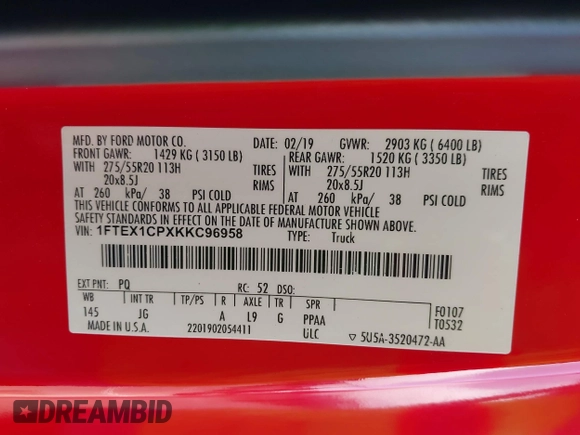 MFD. BY FORD MOTOR CO.
DATE: 02/19 GVWR: 2903 KG ( 6400 LB)
FRONT GAWR: 1429 KG ( 3150 LB) REAR GAWR: 1520 KG ( 3350 LB)
WITH 275/55R20 113H TIRES WITH 275/55R20 113H TIRES
20x8.5J RIMS 20x8.5J RIMS
AT 260 kPa/ 38 PSI COLD AT 260 kPa/ 38 PSI COLD
THIS VEHICLE CONFORMS TO ALL APPLICABLE FEDERAL MOTOR VEHICLE
SAFETY STANDARDS IN EFFECT ON THE DATE OF MANUFACTURE SHOWN ABOVE.
VIN: 1FTEX1CPXKKC96958 TYPE: Truck
EXT PNT: PQ RC: 52 DSO:
WB INT TR TP/PS R AXLE TR SPR F0107
145 JG A L9 G PPAA T0532
MADE IN U.S.A. 2201902054411 ULC ▽ 5U5A-3520472-AA
DREAMBID